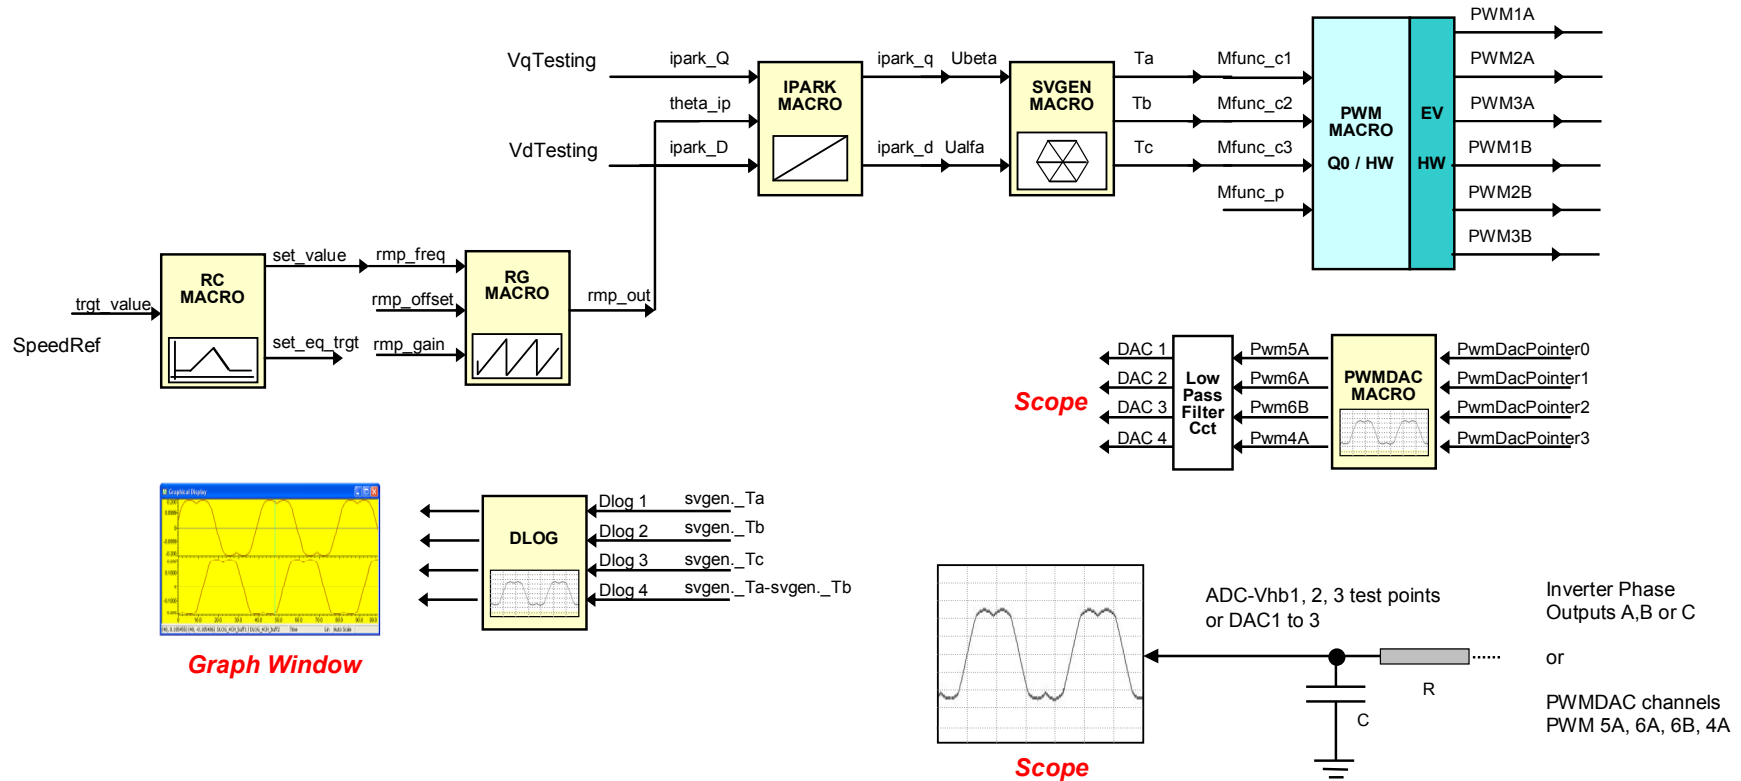 VqTesting
ipark_Q
IPARK
MACRO
ipark_q
Ubeta
SVGEN
MACRO
Ta
Mfunc_c1
PWM
MACRO
Q0 / HW
EV
HW
PWM1A
PWM2A
PWM3A
PWM1B
PWM2B
PWM3B
theta_ip
Tb
Mfunc_c2
VdTesting
ipark_D
ipark_d
Ualfa
Tc
Mfunc_c3
Mfunc_p
trgt_value
SpeedRef
RC
MACRO
set_value
set_eq_trgt
rmp_freq
rmp_offset
rmp_gain
RG
MACRO
rmp_out
Scope
DAC 1
DAC 2
DAC 3
DAC 4
Low
Pass
Filter
Cct
Pwm5A
Pwm6A
Pwm6B
Pwm4A
PWMDAC
MACRO
PwmDacPointer0
PwmDacPointer1
PwmDacPointer2
PwmDacPointer3
Graphical Display
Graph Window
DLOG
Dlog 1
svgen._Ta
Dlog 2
svgen._Tb
Dlog 3
svgen._Tc
Dlog 4
svgen._Ta-svgen._Tb
Scope
ADC-Vhb1, 2, 3 test points
or DAC1 to 3
R
C
Inverter Phase
Outputs A,B or C
or
PWMDAC channels
PWM 5A, 6A, 6B, 4A